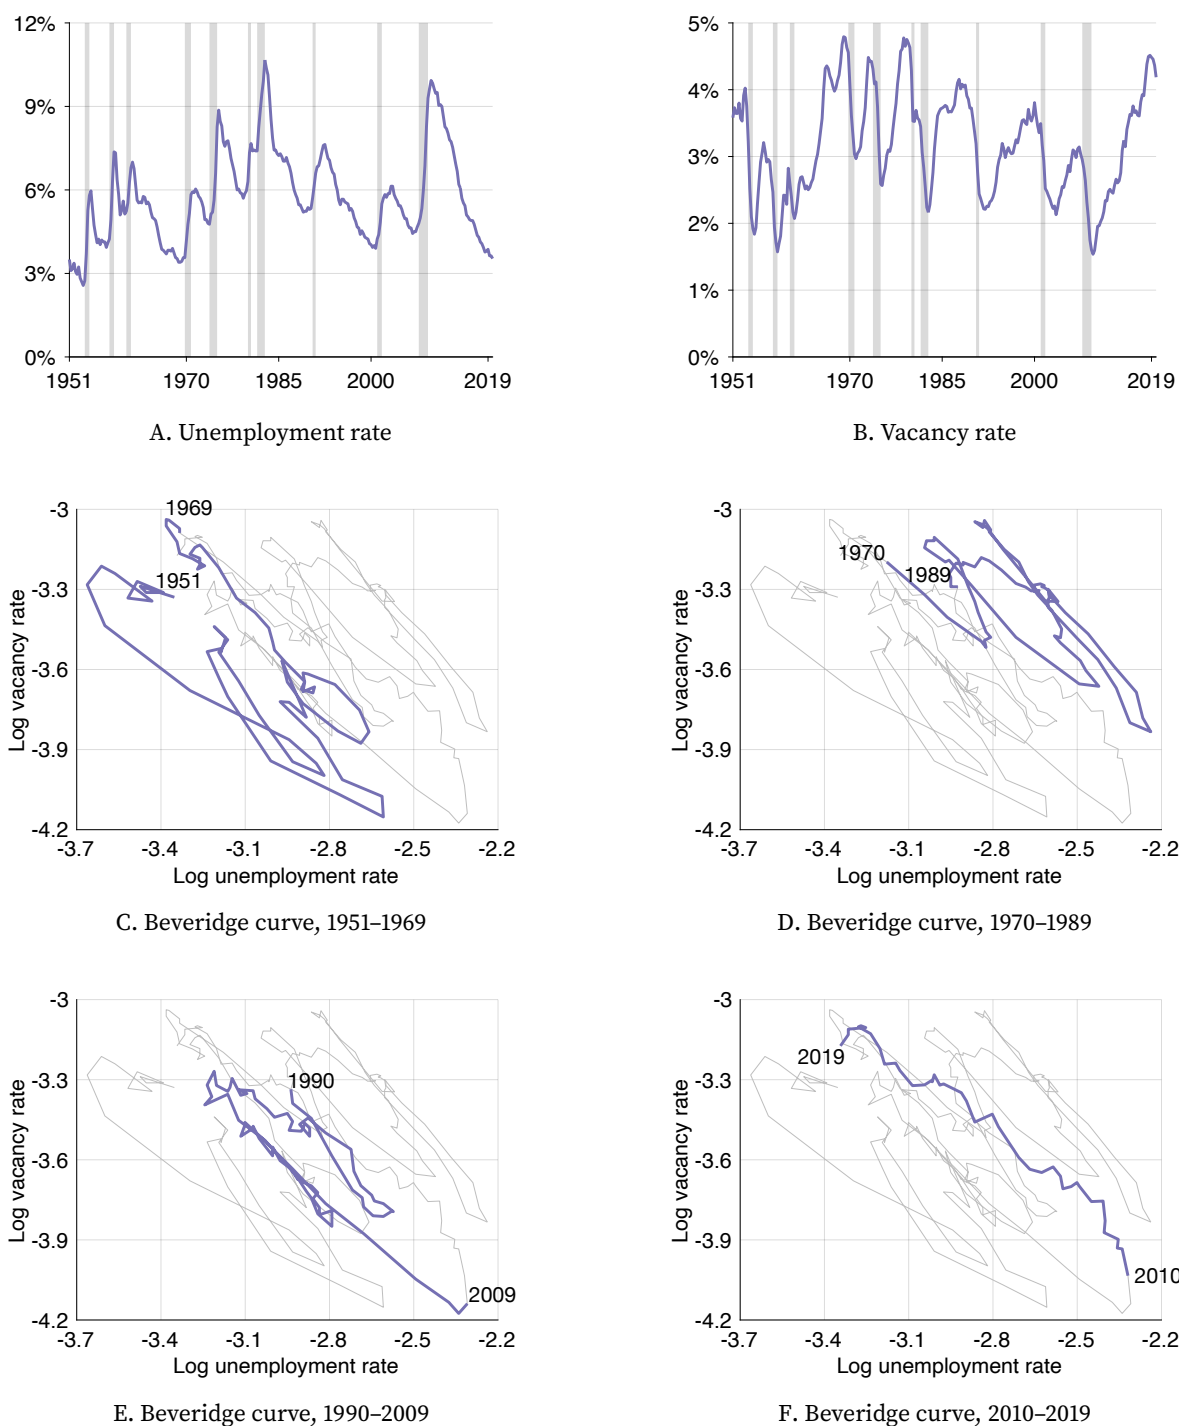 12%
9%
6%
3%
0%
1951 1970 1985 2000 2019
A. Unemployment rate
5%
4%
3%
2%
1%
0%
1951 1970 1985 2000 2019
B. Vacancy rate
Log vacancy rate
-3
-3.3
-3.6
-3.9
-4.2
1969
1951
-3.7 -3.4 -3.1 -2.8 -2.5 -2.2
Log unemployment rate
C. Beveridge curve, 1951–1969
Log vacancy rate
-3
-3.3
-3.6
-3.9
-4.2
1970
1989
-3.7 -3.4 -3.1 -2.8 -2.5 -2.2
Log unemployment rate
D. Beveridge curve, 1970–1989
Log vacancy rate
-3
-3.3
-3.6
-3.9
-4.2
1990
2009
-3.7 -3.4 -3.1 -2.8 -2.5 -2.2
Log unemployment rate
E. Beveridge curve, 1990–2009
Log vacancy rate
-3
-3.3
-3.6
-3.9
-4.2
2019
2010
-3.7 -3.4 -3.1 -2.8 -2.5 -2.2
Log unemployment rate
F. Beveridge curve, 2010–2019